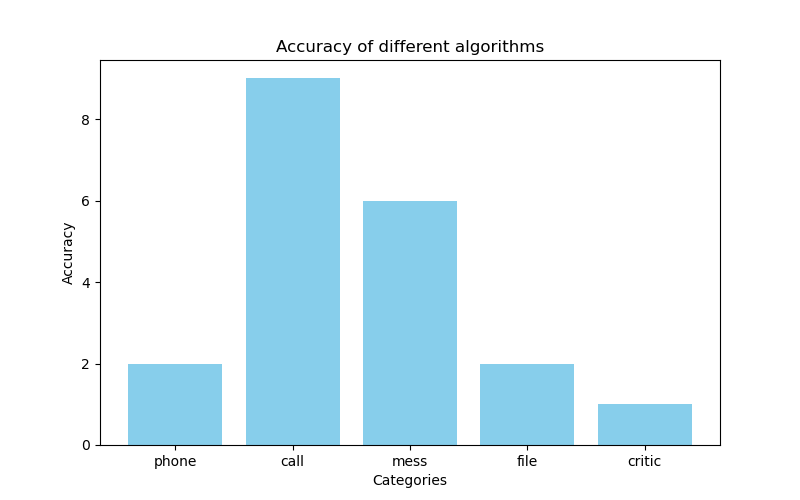 Accuracy of different algorithms
8
6
4
2
0
Accuracy
phone call mess file critic
Categories